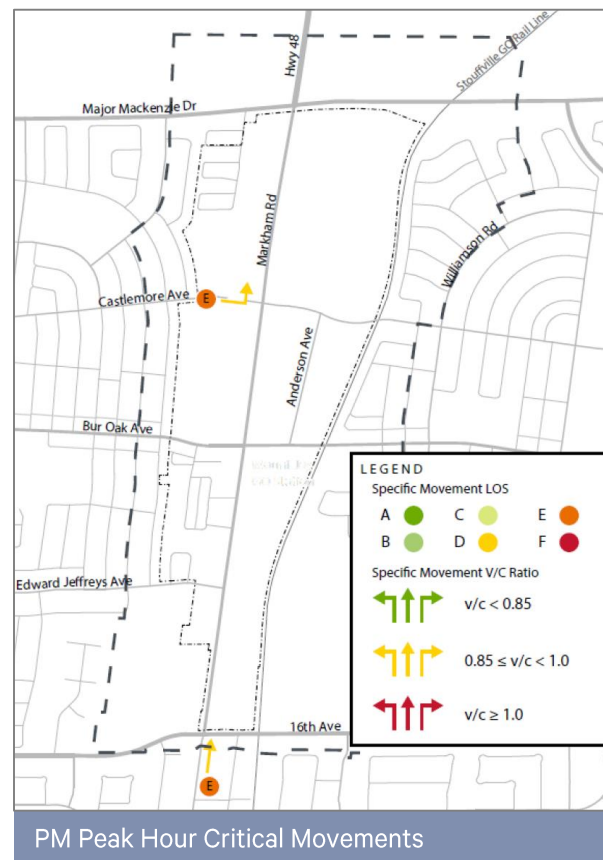 Hwy 48
Stouffville GO Rail Line
Major Mackenzie Dr
Markham Rd
Williamson Rd
Castlemore Ave
E
Anderson Ave
Bur Oak Ave
Edward Jeffreys Ave
16th Ave
E
LEGEND
Specific Movement LOS
A C E
B D F
Specific Movement V/C Ratio
v/c < 0.85
0.85 ≤ v/c < 1.0
v/c ≥ 1.0
PM Peak Hour Critical Movements